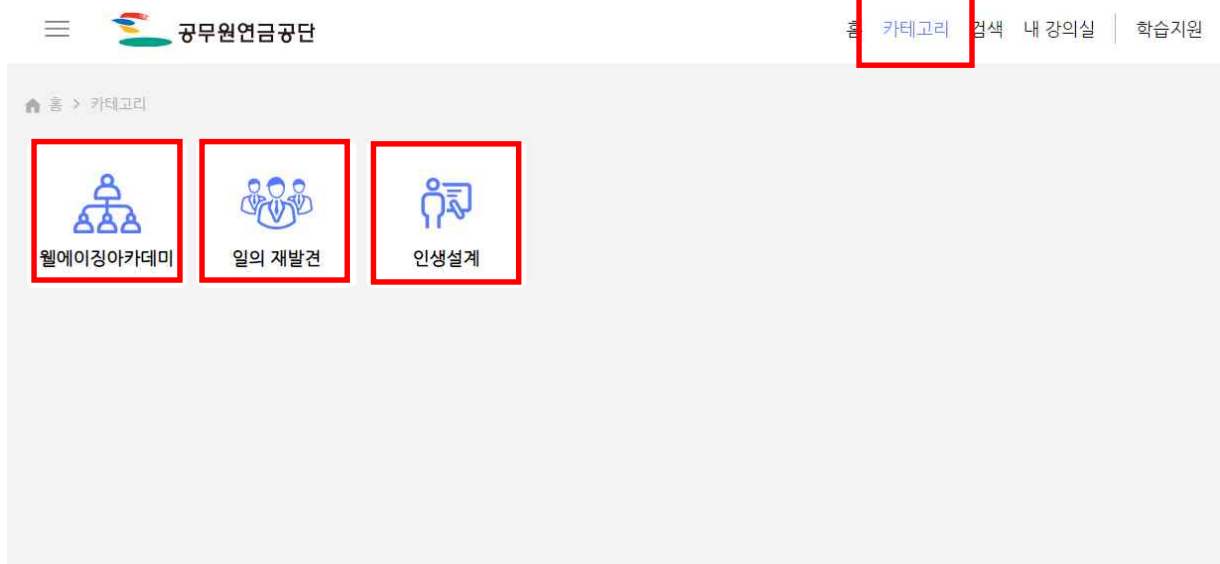 공무원연금공단
홈 카테고리 검색 내 강의실 학습지원
홈 > 카테고리
웰에이징아카데미 일의 재발견 인생설계